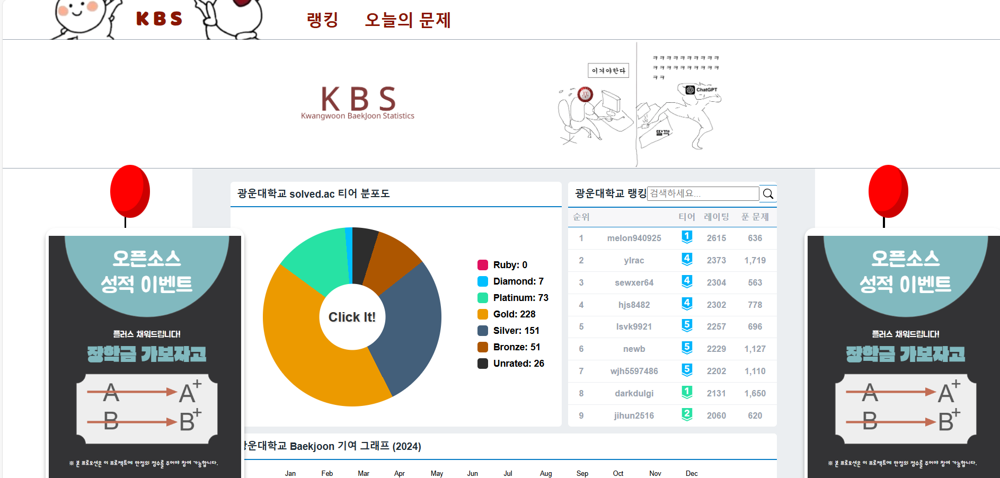 KBS
랭킹 오늘의 문제
KBS
Kwangwoon BaekJoon Statistics
이겨야한다
ㅋㅋㅋㅋㅋㅋㅋㅋㅋㅋ
ㅋㅋㅋㅋㅋㅋㅋㅋㅋㅋ
ㅋㅋ
ChatGPT
딸깍
오픈소스
성적 이벤트
플러스 채워드립니다!
장학금 가보자고
A A+
B B+
※ 본 프로모션은 이 프로젝트에 만점의 점수를 주어야 참여 가능합니다.
광운대학교 solved.ac 티어 분포도
Click It!
Ruby: 0
Diamond: 7
Platinum: 73
Gold: 228
Silver: 151
Bronze: 51
Unrated: 26
광운대학교 랭킹 검색하세요...
순위 티어 레이팅 푼 문제
1 melon940925 1 2615 636
2 ylrac 4 2373 1,719
3 sewxer64 4 2304 563
4 hjs8482 4 2302 778
5 lsvk9921 5 2257 696
6 newb 5 2229 1,127
7 wjh5597486 5 2202 1,110
8 darkdulgi 1 2131 1,650
9 jihun2516 2 2060 620
광운대학교 Baekjoon 기여 그래프 (2024)
Jan Feb Mar Apr May Jun Jul Aug Sep Oct Nov Dec
오픈소스
성적 이벤트
플러스 채워드립니다!
장학금 가보자고
A A+
B B+
※ 본 프로모션은 이 프로젝트에 만점의 점수를 주어야 참여 가능합니다.